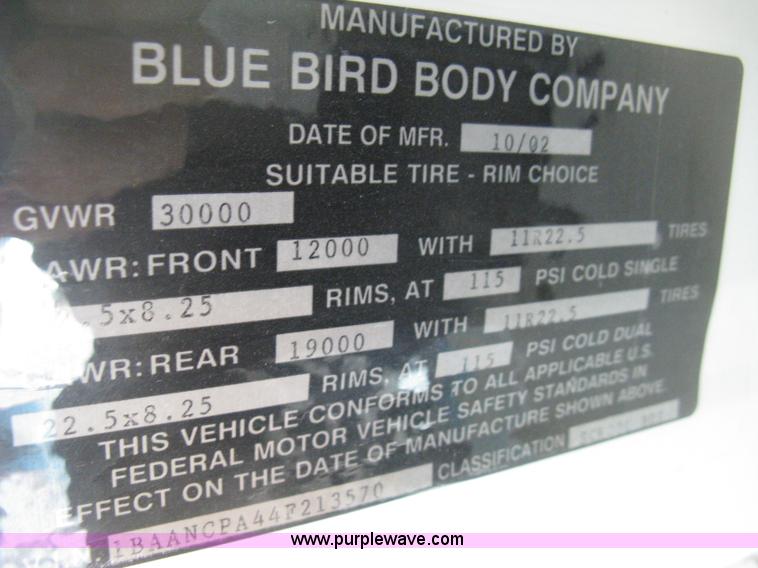 MANUFACTURED BY
BLUE BIRD BODY COMPANY
DATE OF MFR. 10/02
SUITABLE TIRE - RIM CHOICE
GVWR 30000
AWR: FRONT 12000 WITH 11R22.5 TIRES
.5x8.25 RIMS, AT 115 PSI COLD SINGLE
WR: REAR 19000 WITH 11R22.5 TIRES
22.5x8.25 RIMS, AT 115 PSI COLD DUAL
THIS VEHICLE CONFORMS TO ALL APPLICABLE U.S.
FEDERAL MOTOR VEHICLE SAFETY STANDARDS IN
EFFECT ON THE DATE OF MANUFACTURE SHOWN ABOVE.
1BAANCPA44F213570 CLASSIFICATION
www.purplewave.com